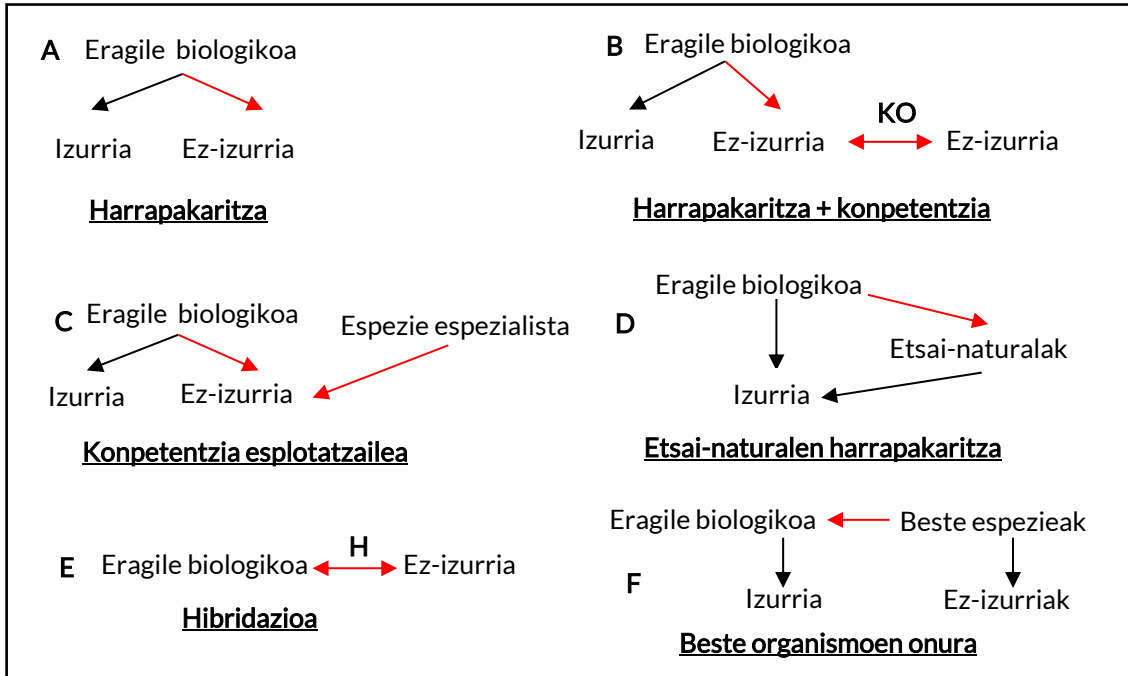 A Eragile biologikoa
Izurria Ez-izurria
Harrapakaritza
B Eragile biologikoa
KO
Izurria Ez-izurria Ez-izurria
Harrapakaritza + konpetentzia
C Eragile biologikoa
Espezie espezialista
Izurria Ez-izurria
Konpetentzia esplotatzailea
Eragile biologikoa
D
Etsai-naturalak
Izurria
Etsai-naturalen harrapakaritza
H
E Eragile biologikoa Ez-izurria
Hibridazioa
Eragile biologikoa Beste espezieak
F
Izurria Ez-izurriak
Beste organismoen onura